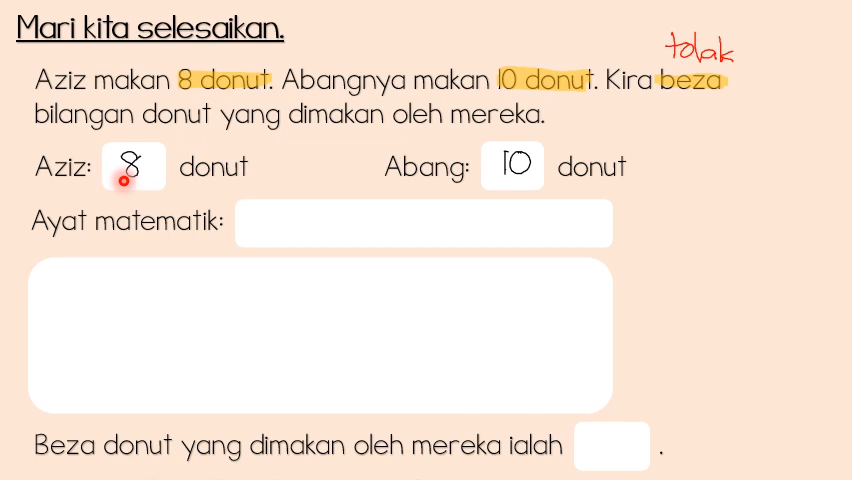 Mari kita selesaikan.
tolak
Aziz makan 8 donut. Abangnya makan 10 donut. Kira beza
bilangan donut yang dimakan oleh mereka.
Aziz: 8 donut Abang: 10 donut
Ayat matematik:
Beza donut yang dimakan oleh mereka ialah .